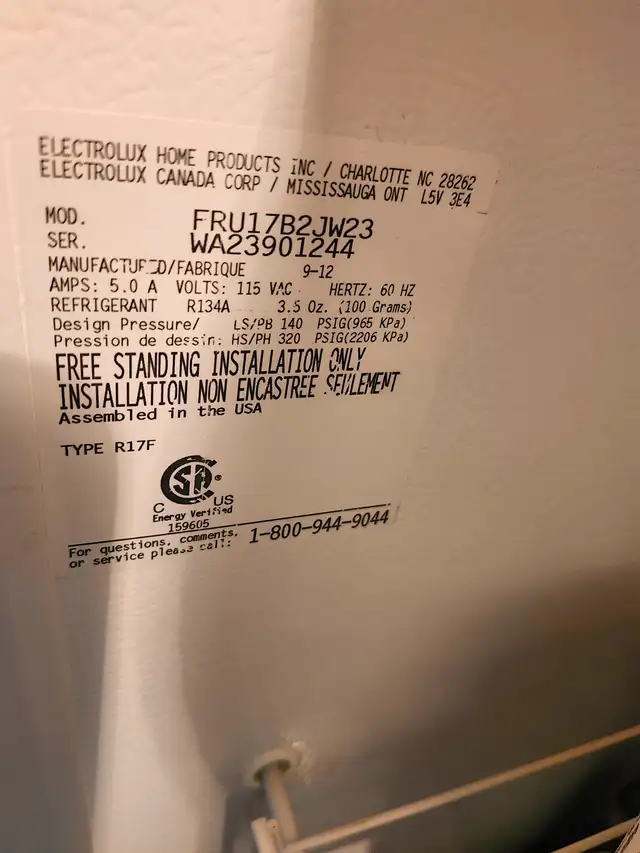 ELECTROLUX HOME PRODUCTS INC / CHARLOTTE NC 28262
ELECTROLUX CANADA CORP / MISSISSAUGA ONT L5V 3E4
MOD. FRU17B2JW23
SER. WA23901244
MANUFACTURED/FABRIQUE 9-12
AMPS: 5.0 A VOLTS: 115 VAC HERTZ: 60 HZ
REFRIGERANT R134A 3.5 Oz. (100 Grams)
Design Pressure/ LS/PB 140 PSIG(965 KPa)
Pression de dessin: HS/PH 320 PSIG(2206 KPa)
FREE STANDING INSTALLATION ONLY
INSTALLATION NON ENCASTREE SEULEMENT
Assembled in the USA
TYPE R17F
C SA ® US
Energy Verified
159605
For questions, comments, or service please call: 1-800-944-9044